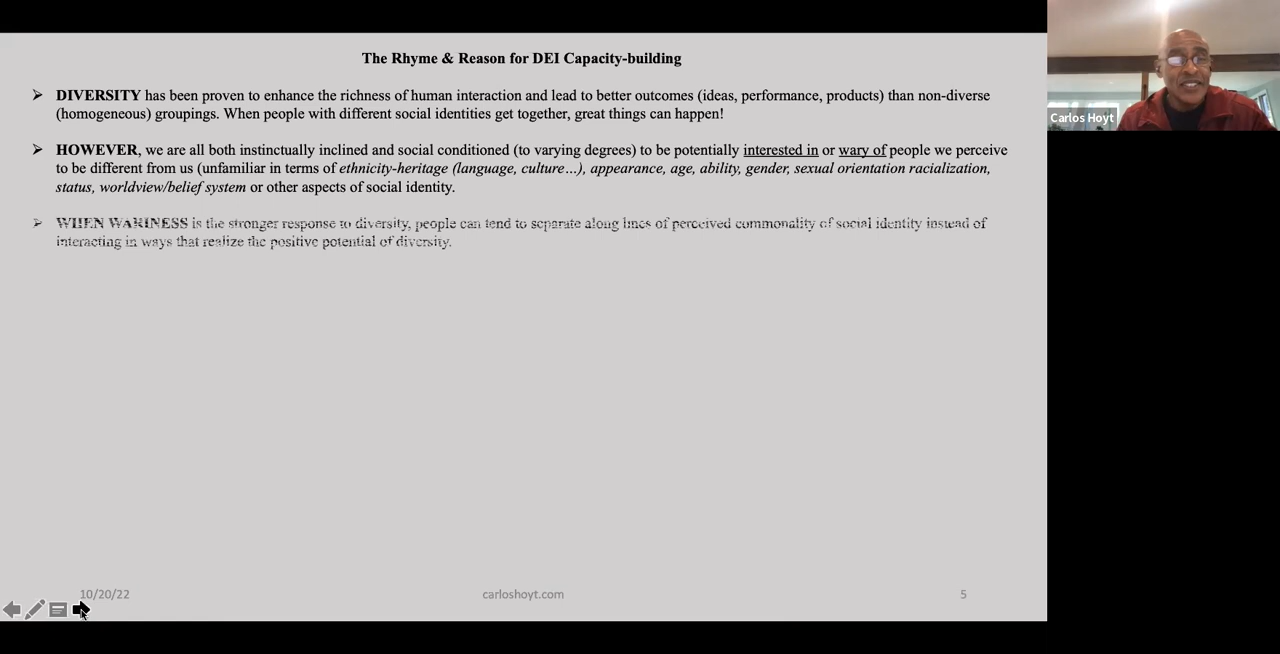 The Rhyme & Reason for DEI Capacity-building
➢ DIVERSITY has been proven to enhance the richness of human interaction and lead to better outcomes (ideas, performance, products) than non-diverse
(homogeneous) groupings. When people with different social identities get together, great things can happen!
➢ HOWEVER, we are all both instinctually inclined and social conditioned (to varying degrees) to be potentially interested in or wary of people we perceive
to be different from us (unfamiliar in terms of ethnicity-heritage (language, culture…), appearance, age, ability, gender, sexual orientation racialization,
status, worldview/belief system or other aspects of social identity.
➢ WHEN WARINESS is the stronger response to diversity, people can tend to separate along lines of perceived commonality of social identity instead of
interacting in ways that realize the positive potential of diversity.
10/20/22
carloshoyt.com
5
Carlos Hoyt